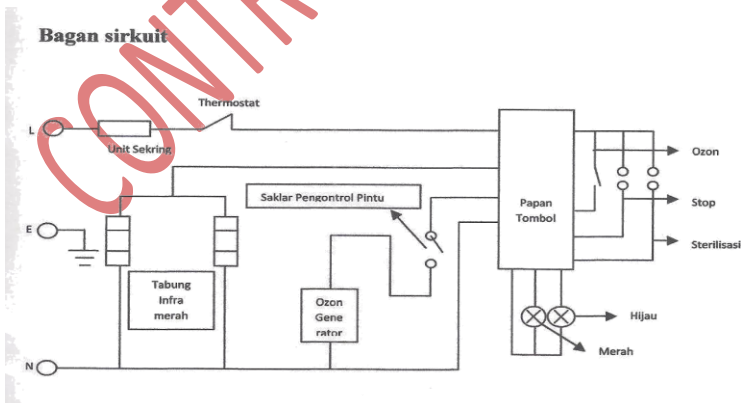 Bagan sirkuit
CONTR
Thermostat
L
Unit Sekring
Ozon
Saklar Pengontrol Pintu
Papan
Tombol
Stop
E
Sterilisasi
Tabung
Infra
merah
Ozon
Gene
rator
Hijau
Merah
N